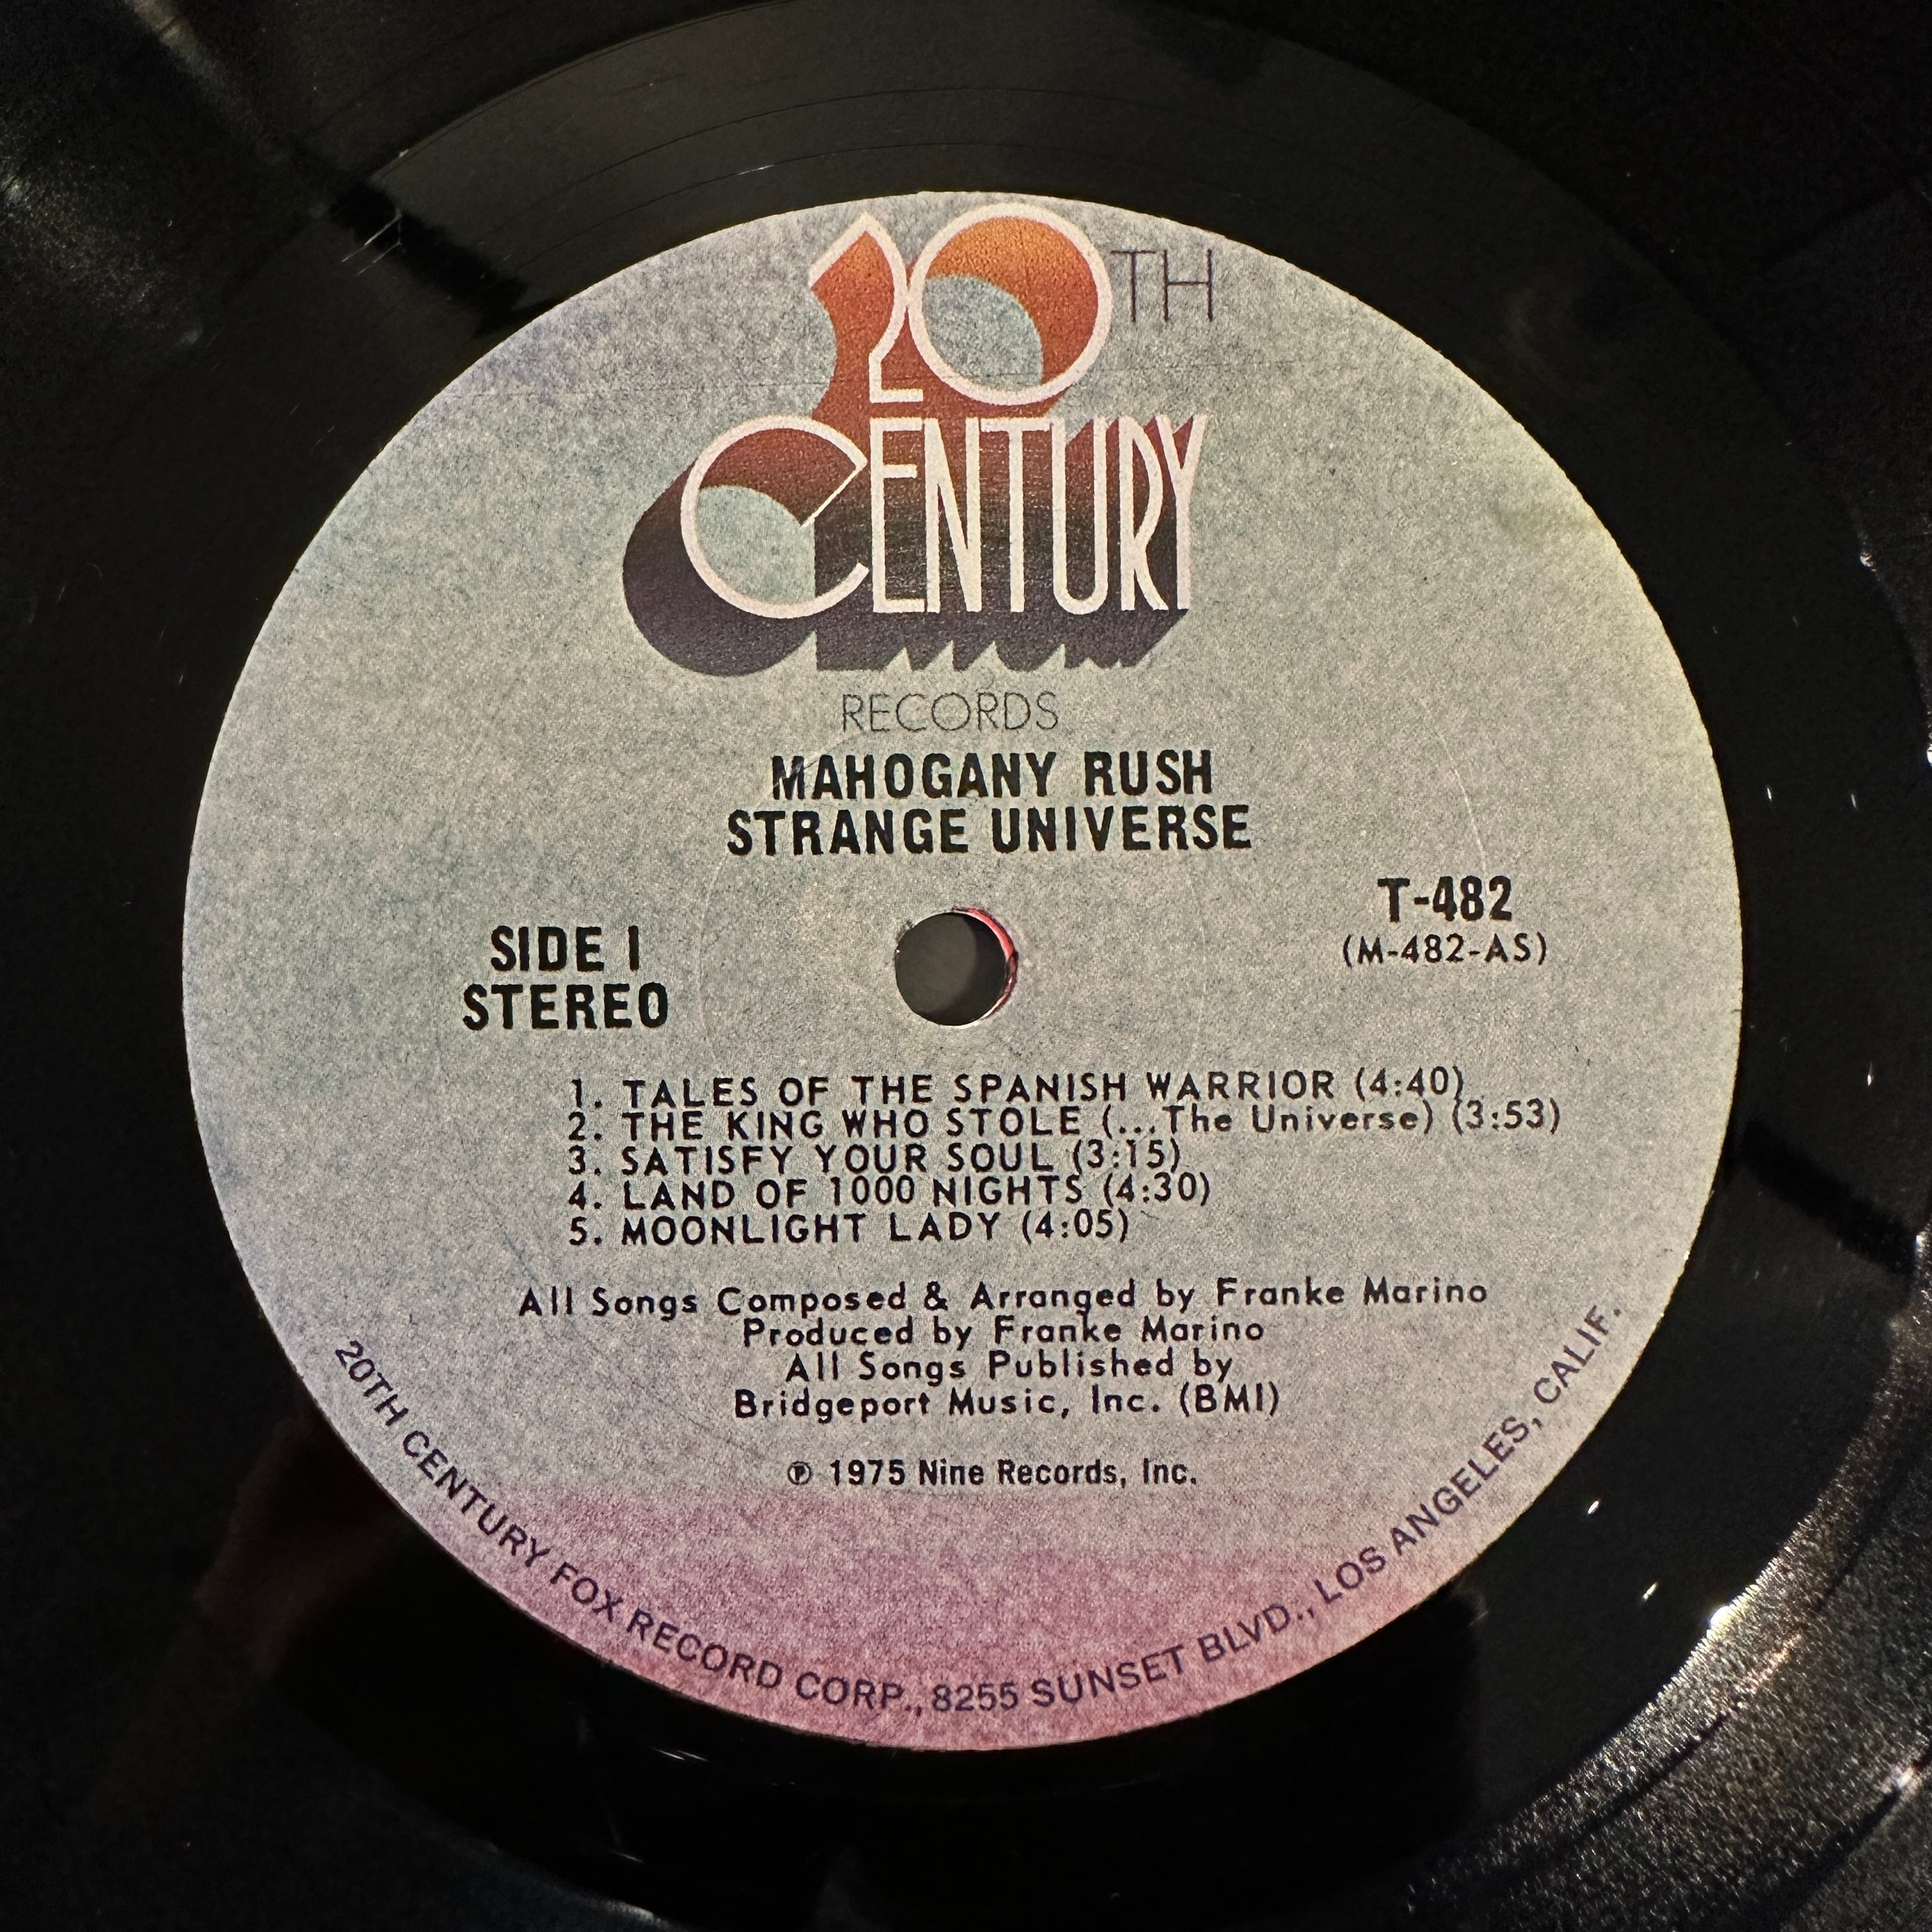 20TH
CENTURY
RECORDS
MAHOGANY RUSH
STRANGE UNIVERSE
T-482
(M-482-AS)
SIDE 1
STEREO
1. TALES OF THE SPANISH WARRIOR (4:40)
2. THE KING WHO STOLE (...The Universe) (3:53)
3. SATISFY YOUR SOUL (3:15)
4. LAND OF 1000 NIGHTS (4:30)
5. MOONLIGHT LADY (4:05)
All Songs Composed & Arranged by Franke Marino
Produced by Franke Marino
All Songs Published by
Bridgeport Music, Inc. (BMI)
℗ 1975 Nine Records, Inc.
20TH CENTURY FOX RECORD CORP., 8255 SUNSET BLVD., LOS ANGELES, CALIF.